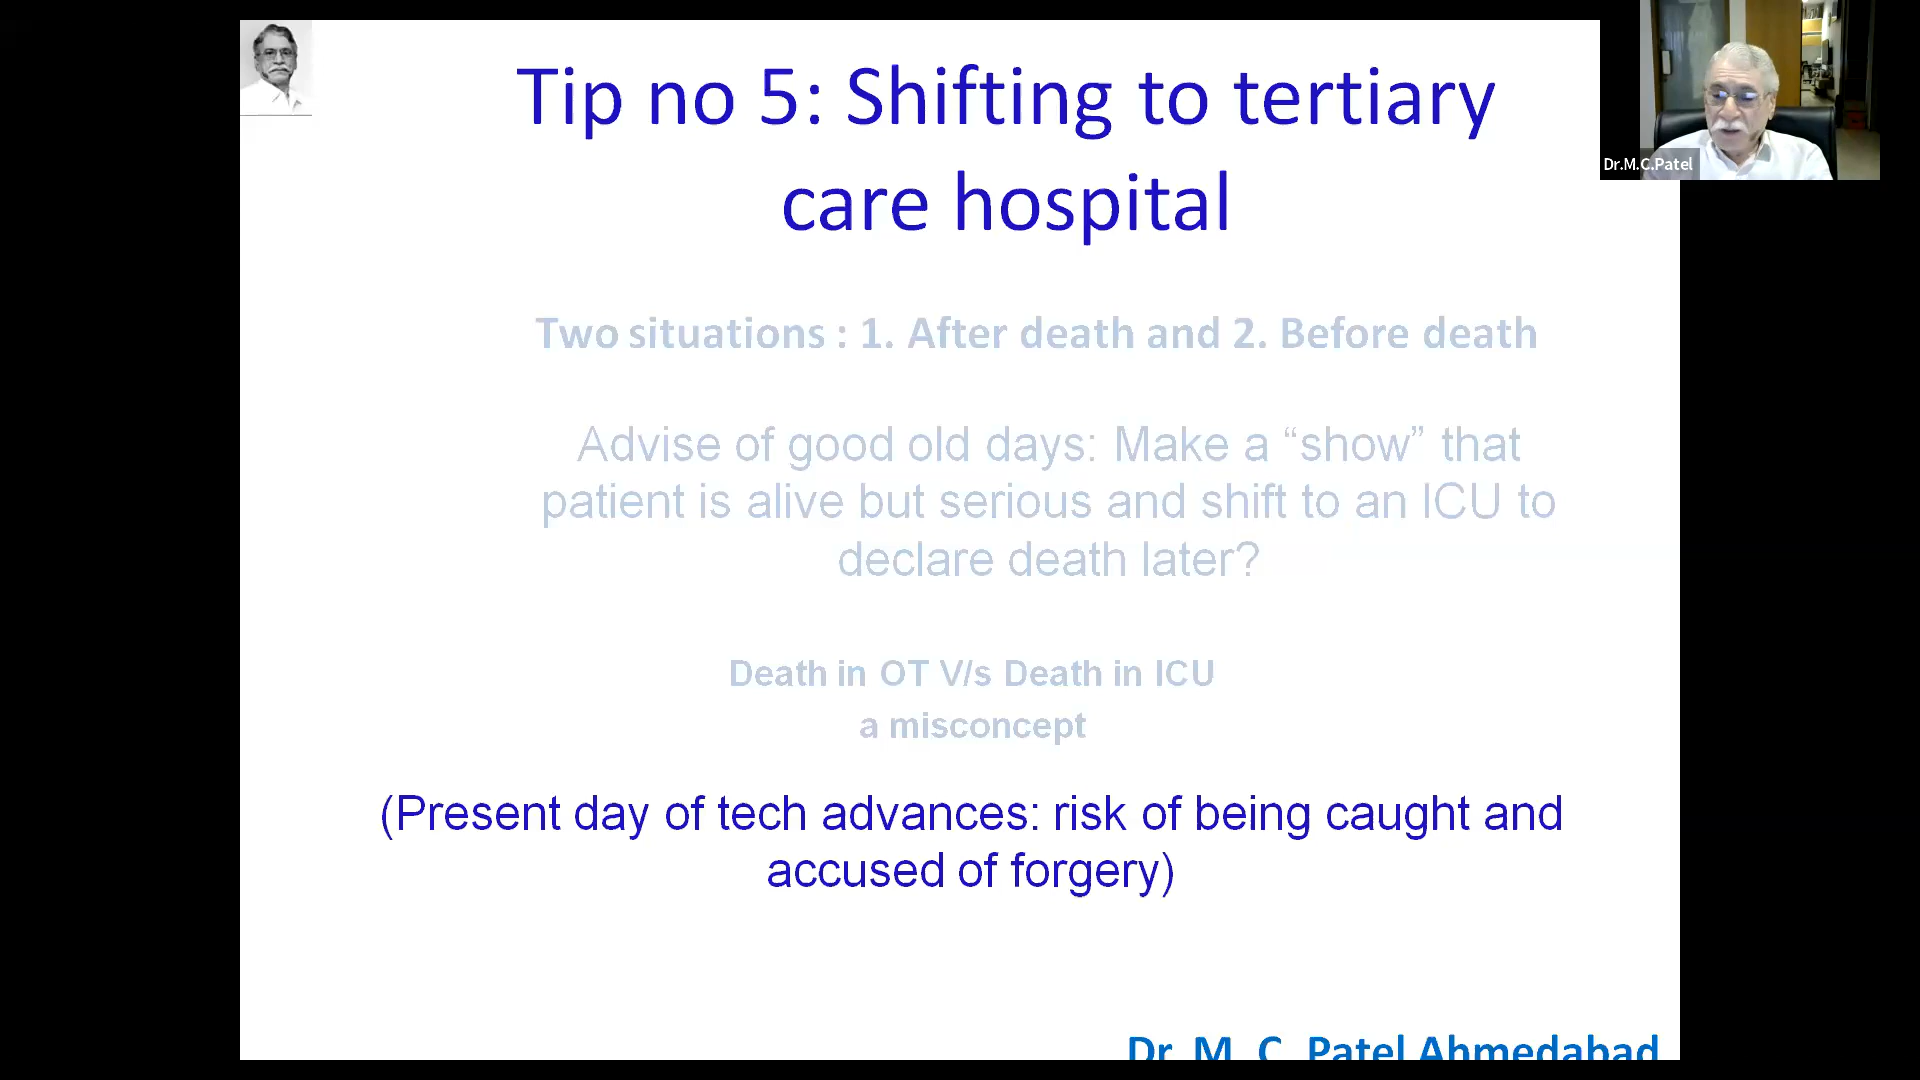 Tip no 5: Shifting to tertiary
care hospital
Dr.M.C.Patel
Two situations : 1. After death and 2. Before death
Advise of good old days: Make a “show” that
patient is alive but serious and shift to an ICU to
declare death later?
Death in OT V/s Death in ICU
a misconcept
(Present day of tech advances: risk of being caught and
accused of forgery)
Dr. M. C. Patel Ahmedabad